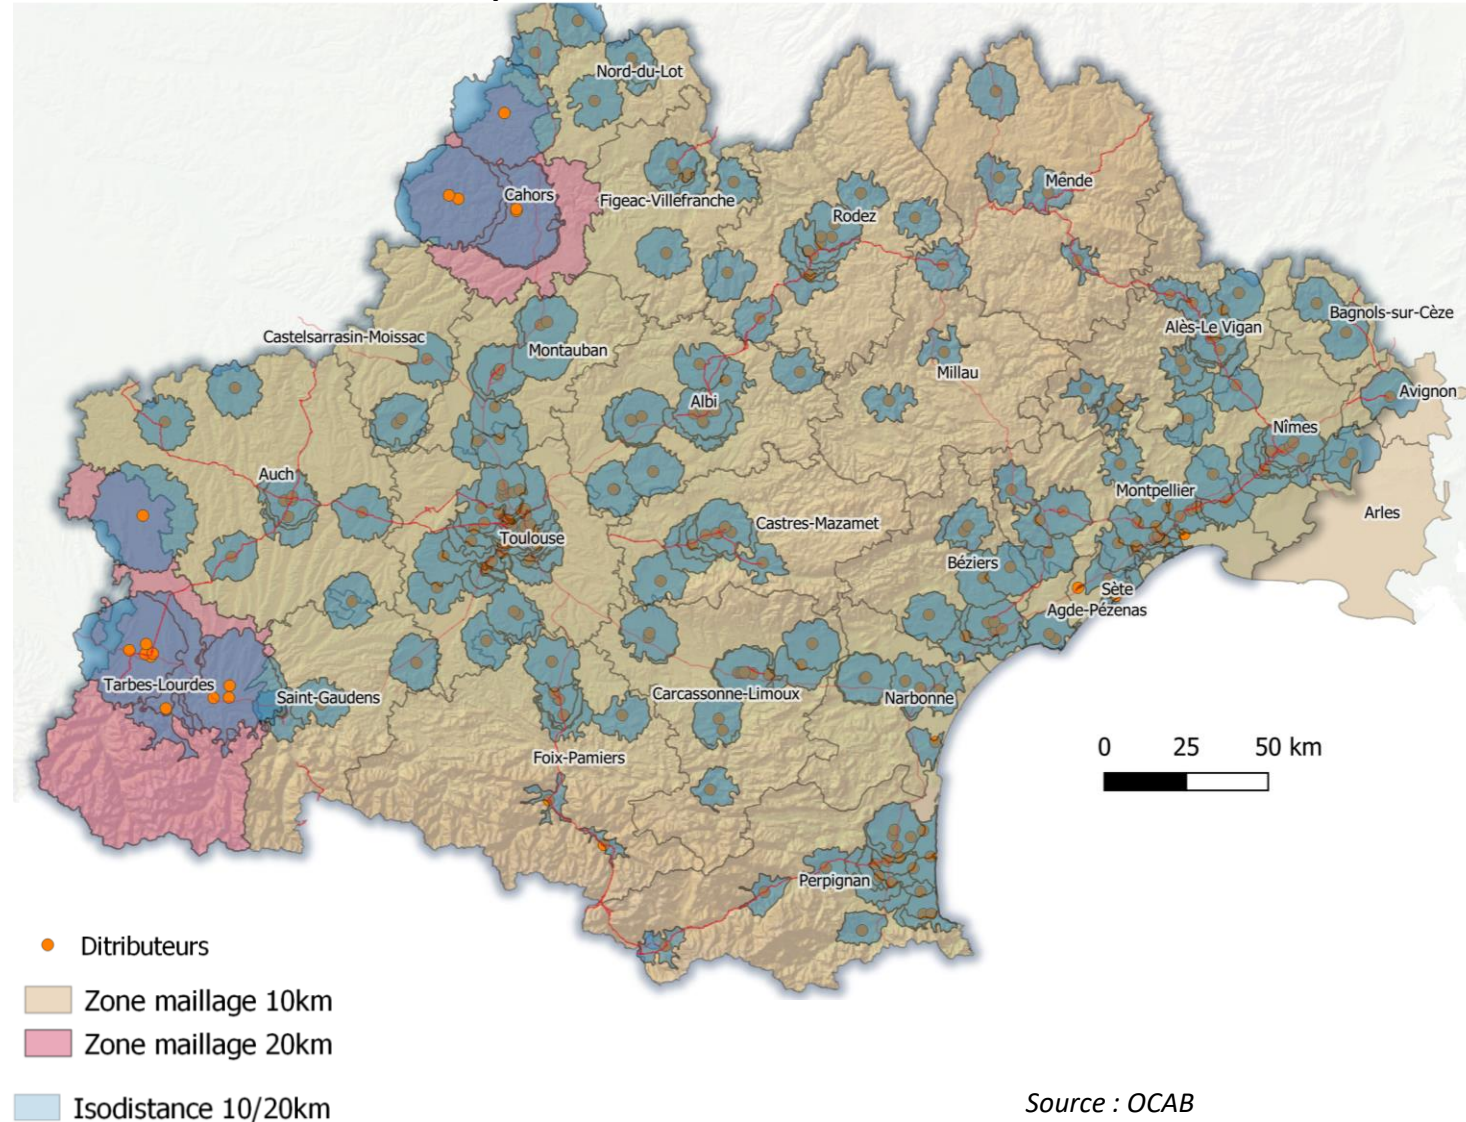 Nord-du-Lot
Cahors
Figeac-Villefranche
Mende
Rodez
Castelsarrasin-Moissac
Montauban
Alès-Le Vigan
Bagnols-sur-Cèze
Millau
Albi
Avignon
Nîmes
Auch
Montpellier
Arles
Toulouse
Castres-Mazamet
Béziers
Sète
Agde-Pézenas
Tarbes-Lourdes
Saint-Gaudens
Carcassonne-Limoux
Narbonne
Foix-Pamiers
0 25 50 km
Perpignan
Ditributeurs
Zone maillage 10km
Zone maillage 20km
Isodistance 10/20km
Source : OCAB